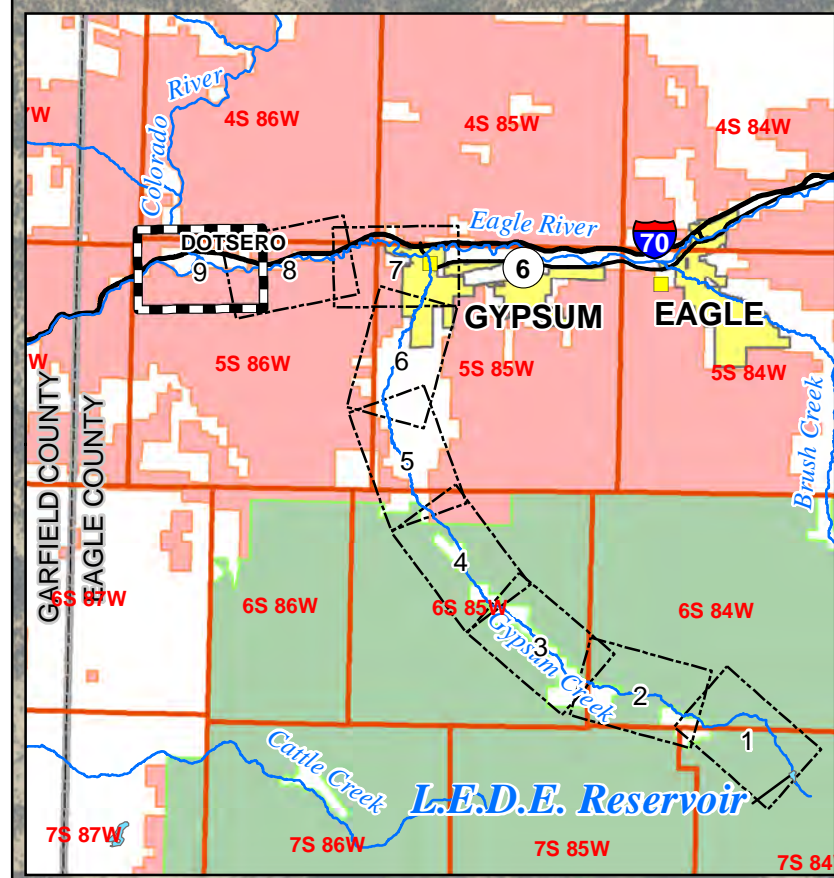 Colorado River
4S 86W
4S 85W
4S 84W
W
Eagle River
DOTSERO
70
9
8
7
6
GYPSUM
EAGLE
6
5S 86W
5S 85W
5S 84W
W
GARFIELD COUNTY
EAGLE COUNTY
5
Brush Creek
4
6S 87W
6S 86W
6S 85W
6S 84W
Gypsum Creek
3
2
1
Cattle Creek
L.E.D.E. Reservoir
7S 87W
7S 86W
7S 85W
7S 84